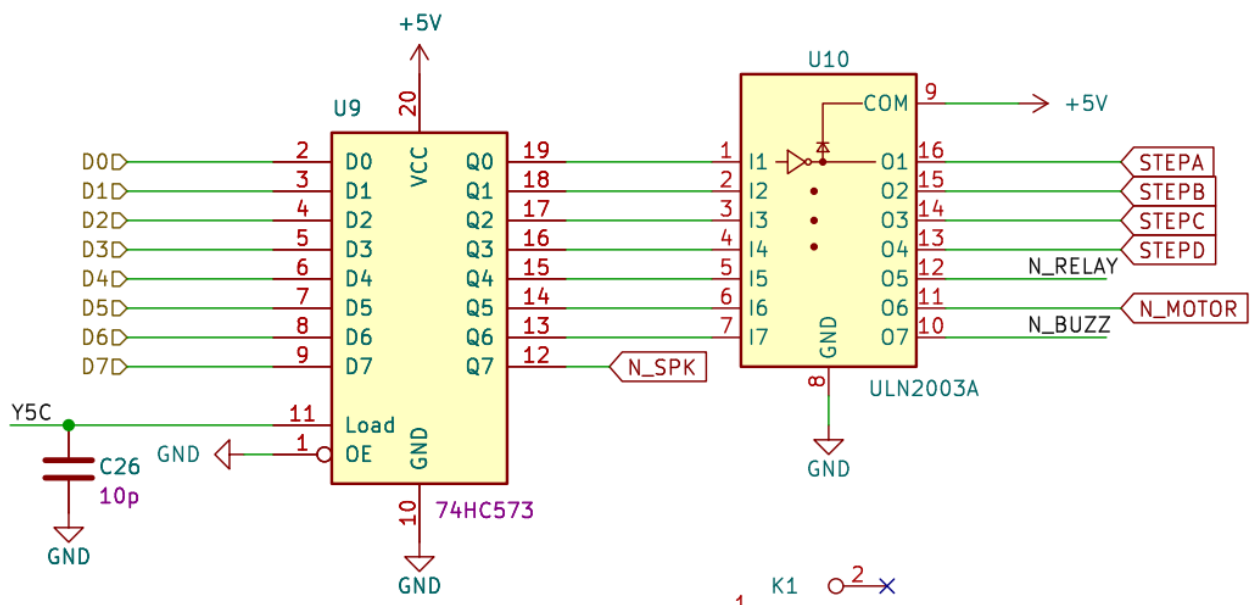 +5V
U10
U9
20
VCC
COM 9 +5V
D0 2 D0 Q0 19 1 I1 O1 16 STEPA
D1 3 D1 Q1 18 2 I2 O2 15 STEPB
D2 4 D2 Q2 17 3 I3 O3 14 STEPC
D3 5 D3 Q3 16 4 I4 O4 13 STEPD
D4 6 D4 Q4 15 5 I5 O5 12 N_RELAY
D5 7 D5 Q5 14 6 I6 O6 11 N_MOTOR
D6 8 D6 Q6 13 7 I7 O7 10 N_BUZZ
D7 9 D7 Q7 12 N_SPK
GND
8
ULN2003A
GND
Y5C 11 Load
GND 1 OE
GND
C26
10p
GND
10
74HC573
GND
K1 2
1